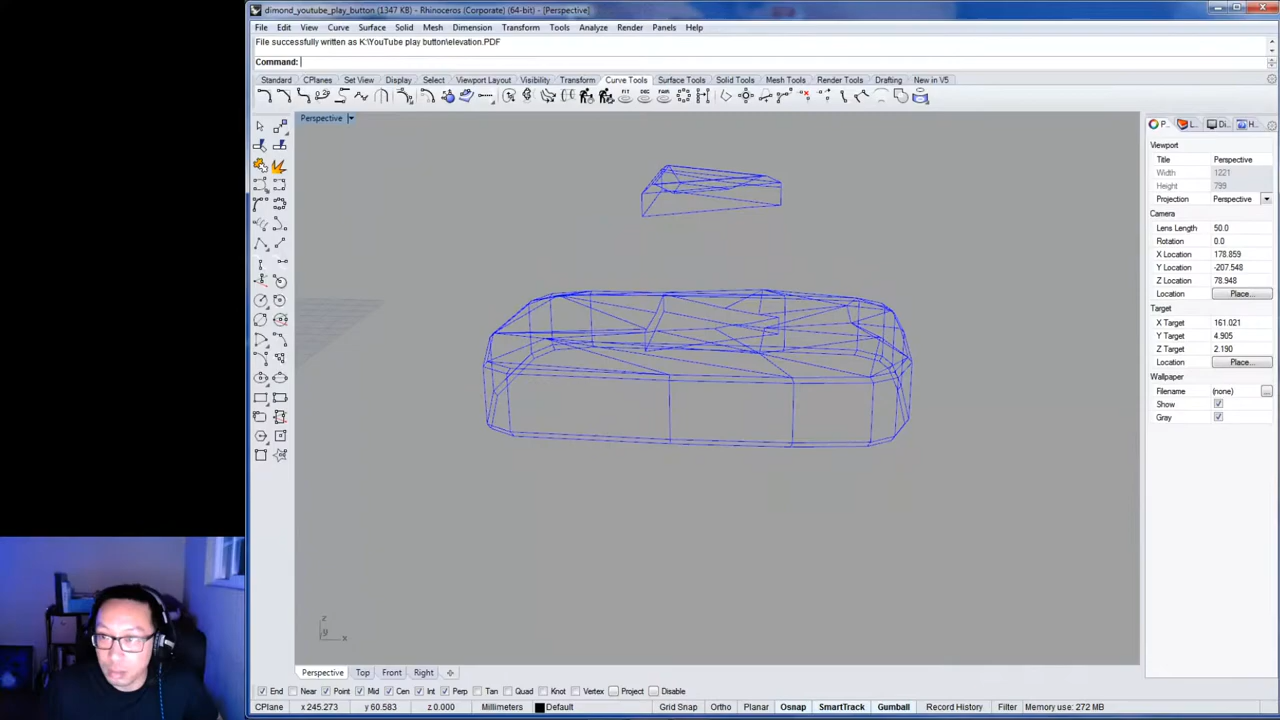 dimond_youtube_play_button (1347 KB) - Rhinoceros (Corporate) (64-bit) - [Perspective]
File Edit View Curve Surface Solid Mesh Dimension Transform Tools Analyze Render Panels Help
File successfully written as K:\YouTube play button\elevation.PDF
Command:
Standard CPlanes Set View Display Select Viewport Layout Visibility Transform Curve Tools Surface Tools Solid Tools Mesh Tools Render Tools Drafting New in V5
Perspective
P... L... Di... H...
Viewport
Title Perspective
Width 1221
Height 799
Projection Perspective
Camera
Lens Length 50.0
Rotation 0.0
X Location 178.859
Y Location -207.548
Z Location 78.948
Location Place...
Target
X Target 161.021
Y Target 4.905
Z Target 2.190
Location Place...
Wallpaper
Filename (none) ...
Show
Gray
z
y
x
Perspective Top Front Right
End Near Point Mid Cen Int Perp Tan Quad Knot Vertex Project Disable
CPlane x 245.273 y 60.583 z 0.000 Millimeters Default Grid Snap Ortho Planar Osnap SmartTrack Gumball Record History Filter Memory use: 272 MB